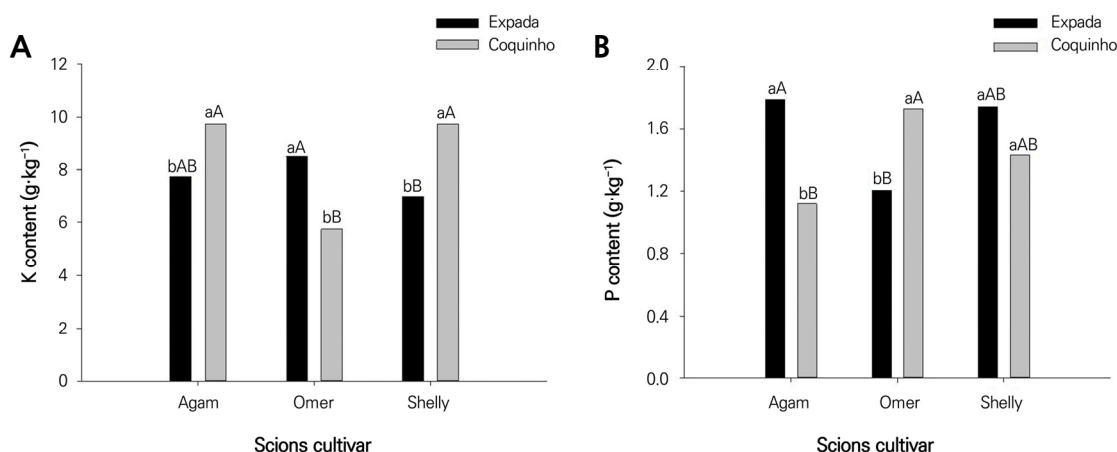 A
Expada
Coquinho
K content (g·kg⁻¹)
12
10
8
6
4
2
0
bAB
aA
aA
bB
bB
aA
Agam
Omer
Shelly
Scions cultivar
B
Expada
Coquinho
P content (g·kg⁻¹)
2.0
1.6
1.2
0.8
0.4
0.0
aA
bB
bB
aA
aAB
aAB
Agam
Omer
Shelly
Scions cultivar